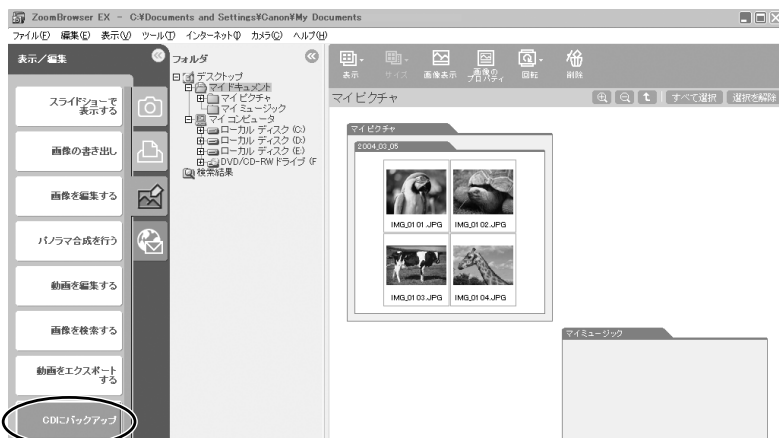 ZoomBrowser EX - C:¥Documents and Settings¥Canon¥My Documents
ファイル(F) 編集(E) 表示(V) ツール(T) インターネット(I) カメラ(C) ヘルプ(H)
表示／編集
スライドショーで
表示する
画像の書き出し
画像を編集する
パノラマ合成を行う
動画を編集する
画像を検索する
動画をエクスポート
する
CDにバックアップ
フォルダ
デスクトップ
マイドキュメント
マイ ピクチャ
マイ ミュージック
マイ コンピュータ
ローカル ディスク (C:)
ローカル ディスク (D:)
ローカル ディスク (E:)
DVD/CD-RW ドライブ (F
検索結果
表示
サイズ
画像表示
画像の
プロパティ
回転
削除
マイ ピクチャ
すべて選択
選択を解除
マイ ピクチャ
2004_03_05
IMG_0101.JPG
IMG_0102.JPG
IMG_0103.JPG
IMG_0104.JPG
マイ ミュージック